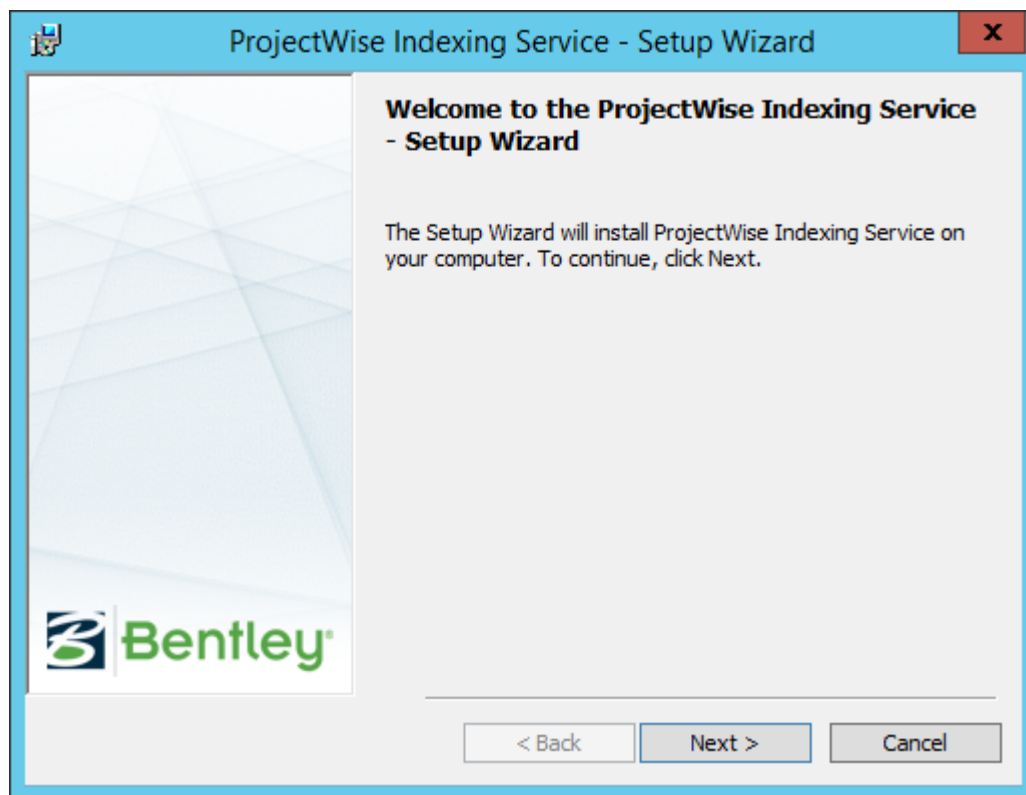 ProjectWise Indexing Service - Setup Wizard
x
Welcome to the ProjectWise Indexing Service
- Setup Wizard
The Setup Wizard will install ProjectWise Indexing Service on
your computer. To continue, click Next.
Bentley®
< Back Next > Cancel